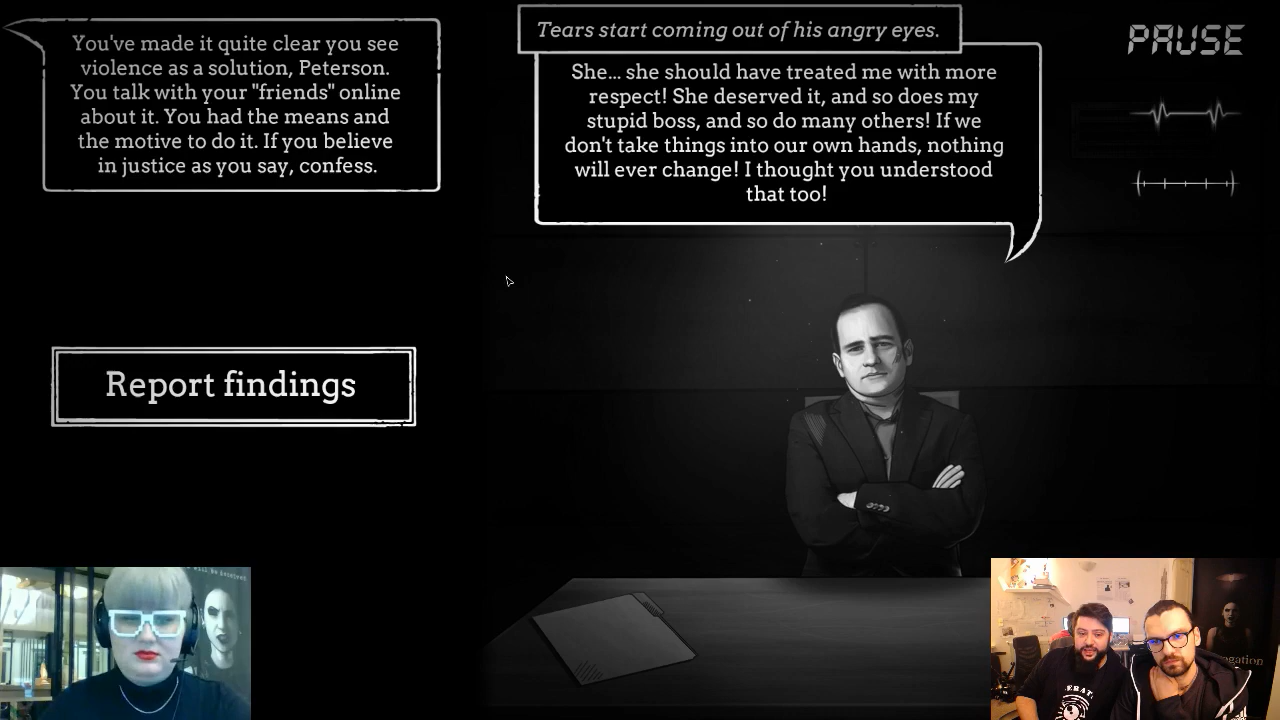 You've made it quite clear you see
violence as a solution, Peterson.
You talk with your "friends" online
about it. You had the means and
the motive to do it. If you believe
in justice as you say, confess.
Tears start coming out of his angry eyes.
She... she should have treated me with more
respect! She deserved it, and so does my
stupid boss, and so do many others! If we
don't take things into our own hands, nothing
will ever change! I thought you understood
that too!
PAUSE
Report findings